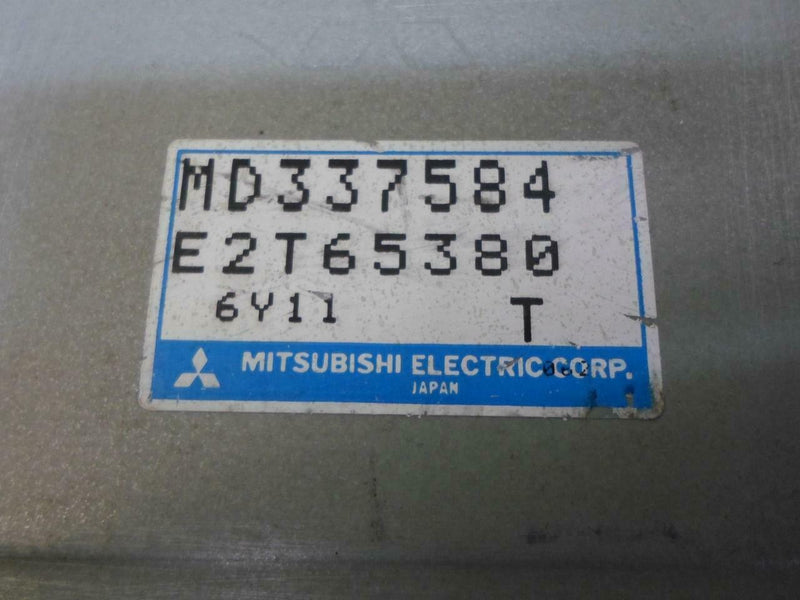 MD337584
E2T65380
6Y11 T
MITSUBISHI ELECTRIC CORP.
JAPAN